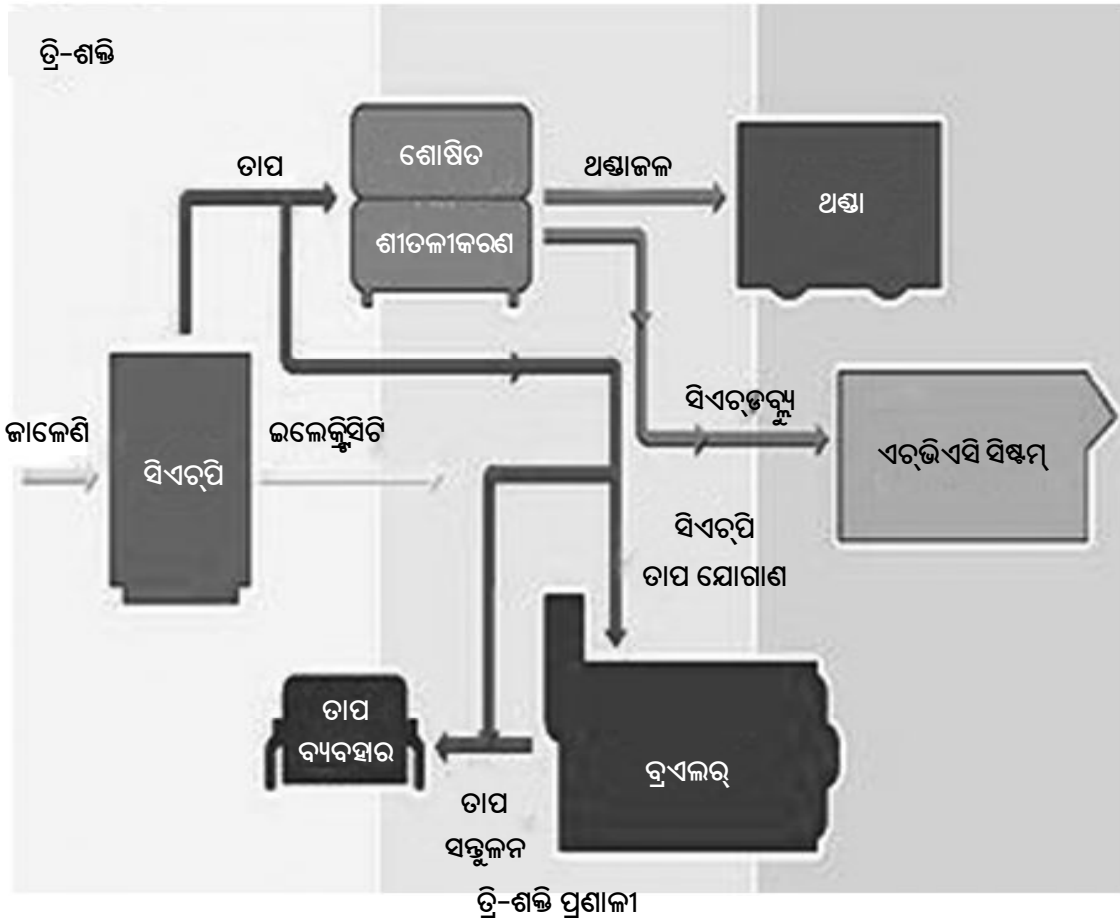 ତ୍ରି-ଶକ୍ତି
ତାପ
ଶୋଷିତ
ଶୀତଳୀକରଣ
ଥଣ୍ଡାଜଳ
ଥଣ୍ଡା
ଜାଳେଣି
ସିଏଚ୍‌ପି
ଇଲେକ୍ଟ୍ରିସିଟି
ସିଏଚ୍‌ଡବ୍ଲ୍ୟୁ
ଏଚ୍‌ଭିଏସି ସିଷ୍ଟମ୍
ସିଏଚ୍‌ପି
ତାପ ଯୋଗାଣ
ତାପ
ବ୍ୟବହାର
ବ୍ରଏଲର୍
ତାପ
ସନ୍ତୁଳନ
ତ୍ରି-ଶକ୍ତି ପ୍ରଣାଳୀ